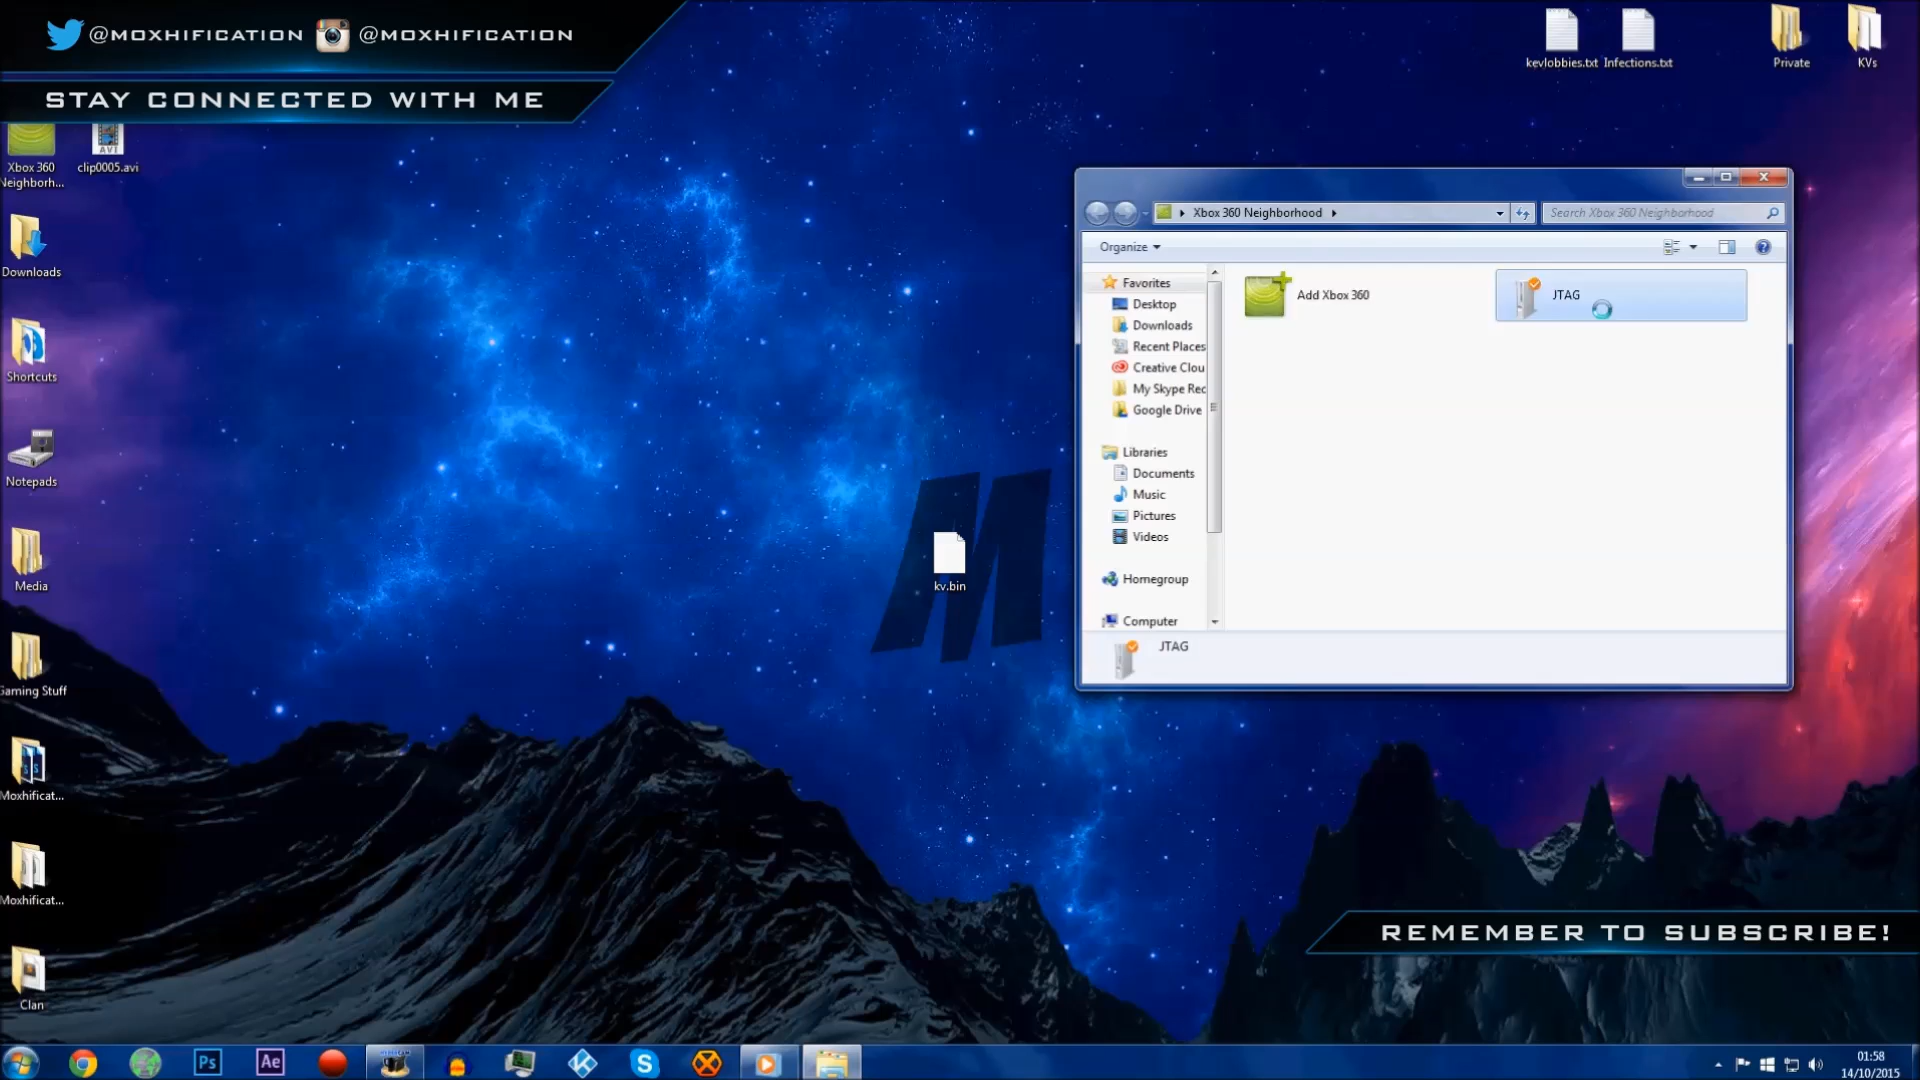 @MOXHIFICATION @MOXHIFICATION
STAY CONNECTED WITH ME
kevlobbies.txt
Infections.txt
Private
KVs
Xbox 360
Neighborh...
AVI
clip0005.avi
Downloads
Shortcuts
Notepads
Media
Gaming Stuff
Moxhificat...
Moxhificat...
Clan
M
kv.bin
Xbox 360 Neighborhood
Search Xbox 360 Neighborhood
Organize
Favorites
Desktop
Downloads
Recent Places
Creative Clou
My Skype Rec
Google Drive
Libraries
Documents
Music
Pictures
Videos
Homegroup
Computer
Add Xbox 360
JTAG
JTAG
REMEMBER TO SUBSCRIBE!
Ps
Ae
S
01:58
14/10/2015